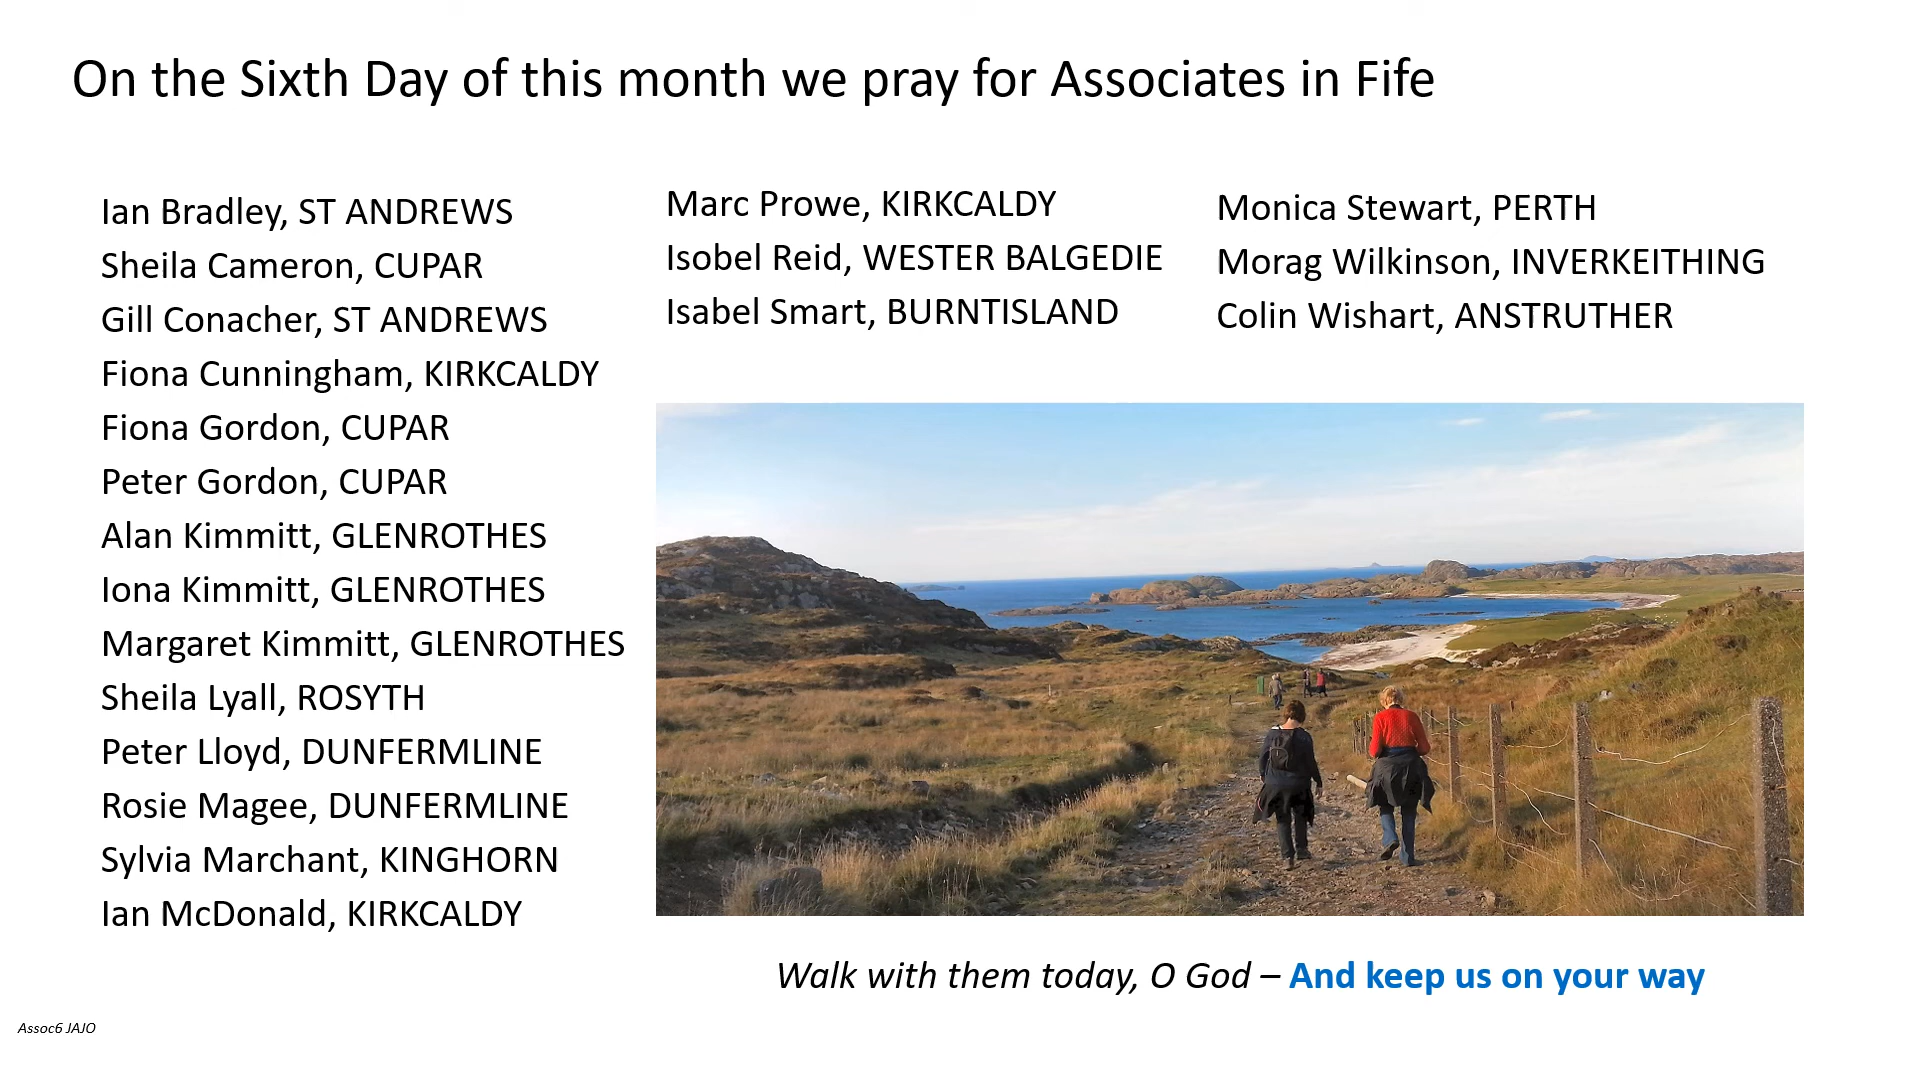 On the Sixth Day of this month we pray for Associates in Fife
Ian Bradley, ST ANDREWS
Sheila Cameron, CUPAR
Gill Conacher, ST ANDREWS
Fiona Cunningham, KIRKCALDY
Fiona Gordon, CUPAR
Peter Gordon, CUPAR
Alan Kimmitt, GLENROTHES
Iona Kimmitt, GLENROTHES
Margaret Kimmitt, GLENROTHES
Sheila Lyall, ROSYTH
Peter Lloyd, DUNFERMLINE
Rosie Magee, DUNFERMLINE
Sylvia Marchant, KINGHORN
Ian McDonald, KIRKCALDY
Marc Prowe, KIRKCALDY
Isobel Reid, WESTER BALGEDIE
Isabel Smart, BURNTISLAND
Monica Stewart, PERTH
Morag Wilkinson, INVERKEITHING
Colin Wishart, ANSTRUTHER
Walk with them today, O God – And keep us on your way
Assoc6 JAJO